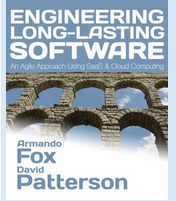 ENGINEERING
LONG-LASTING
SOFTWARE
An Agile Approach Using SaaS & Cloud Computing
Armando
Fox
David
Patterson